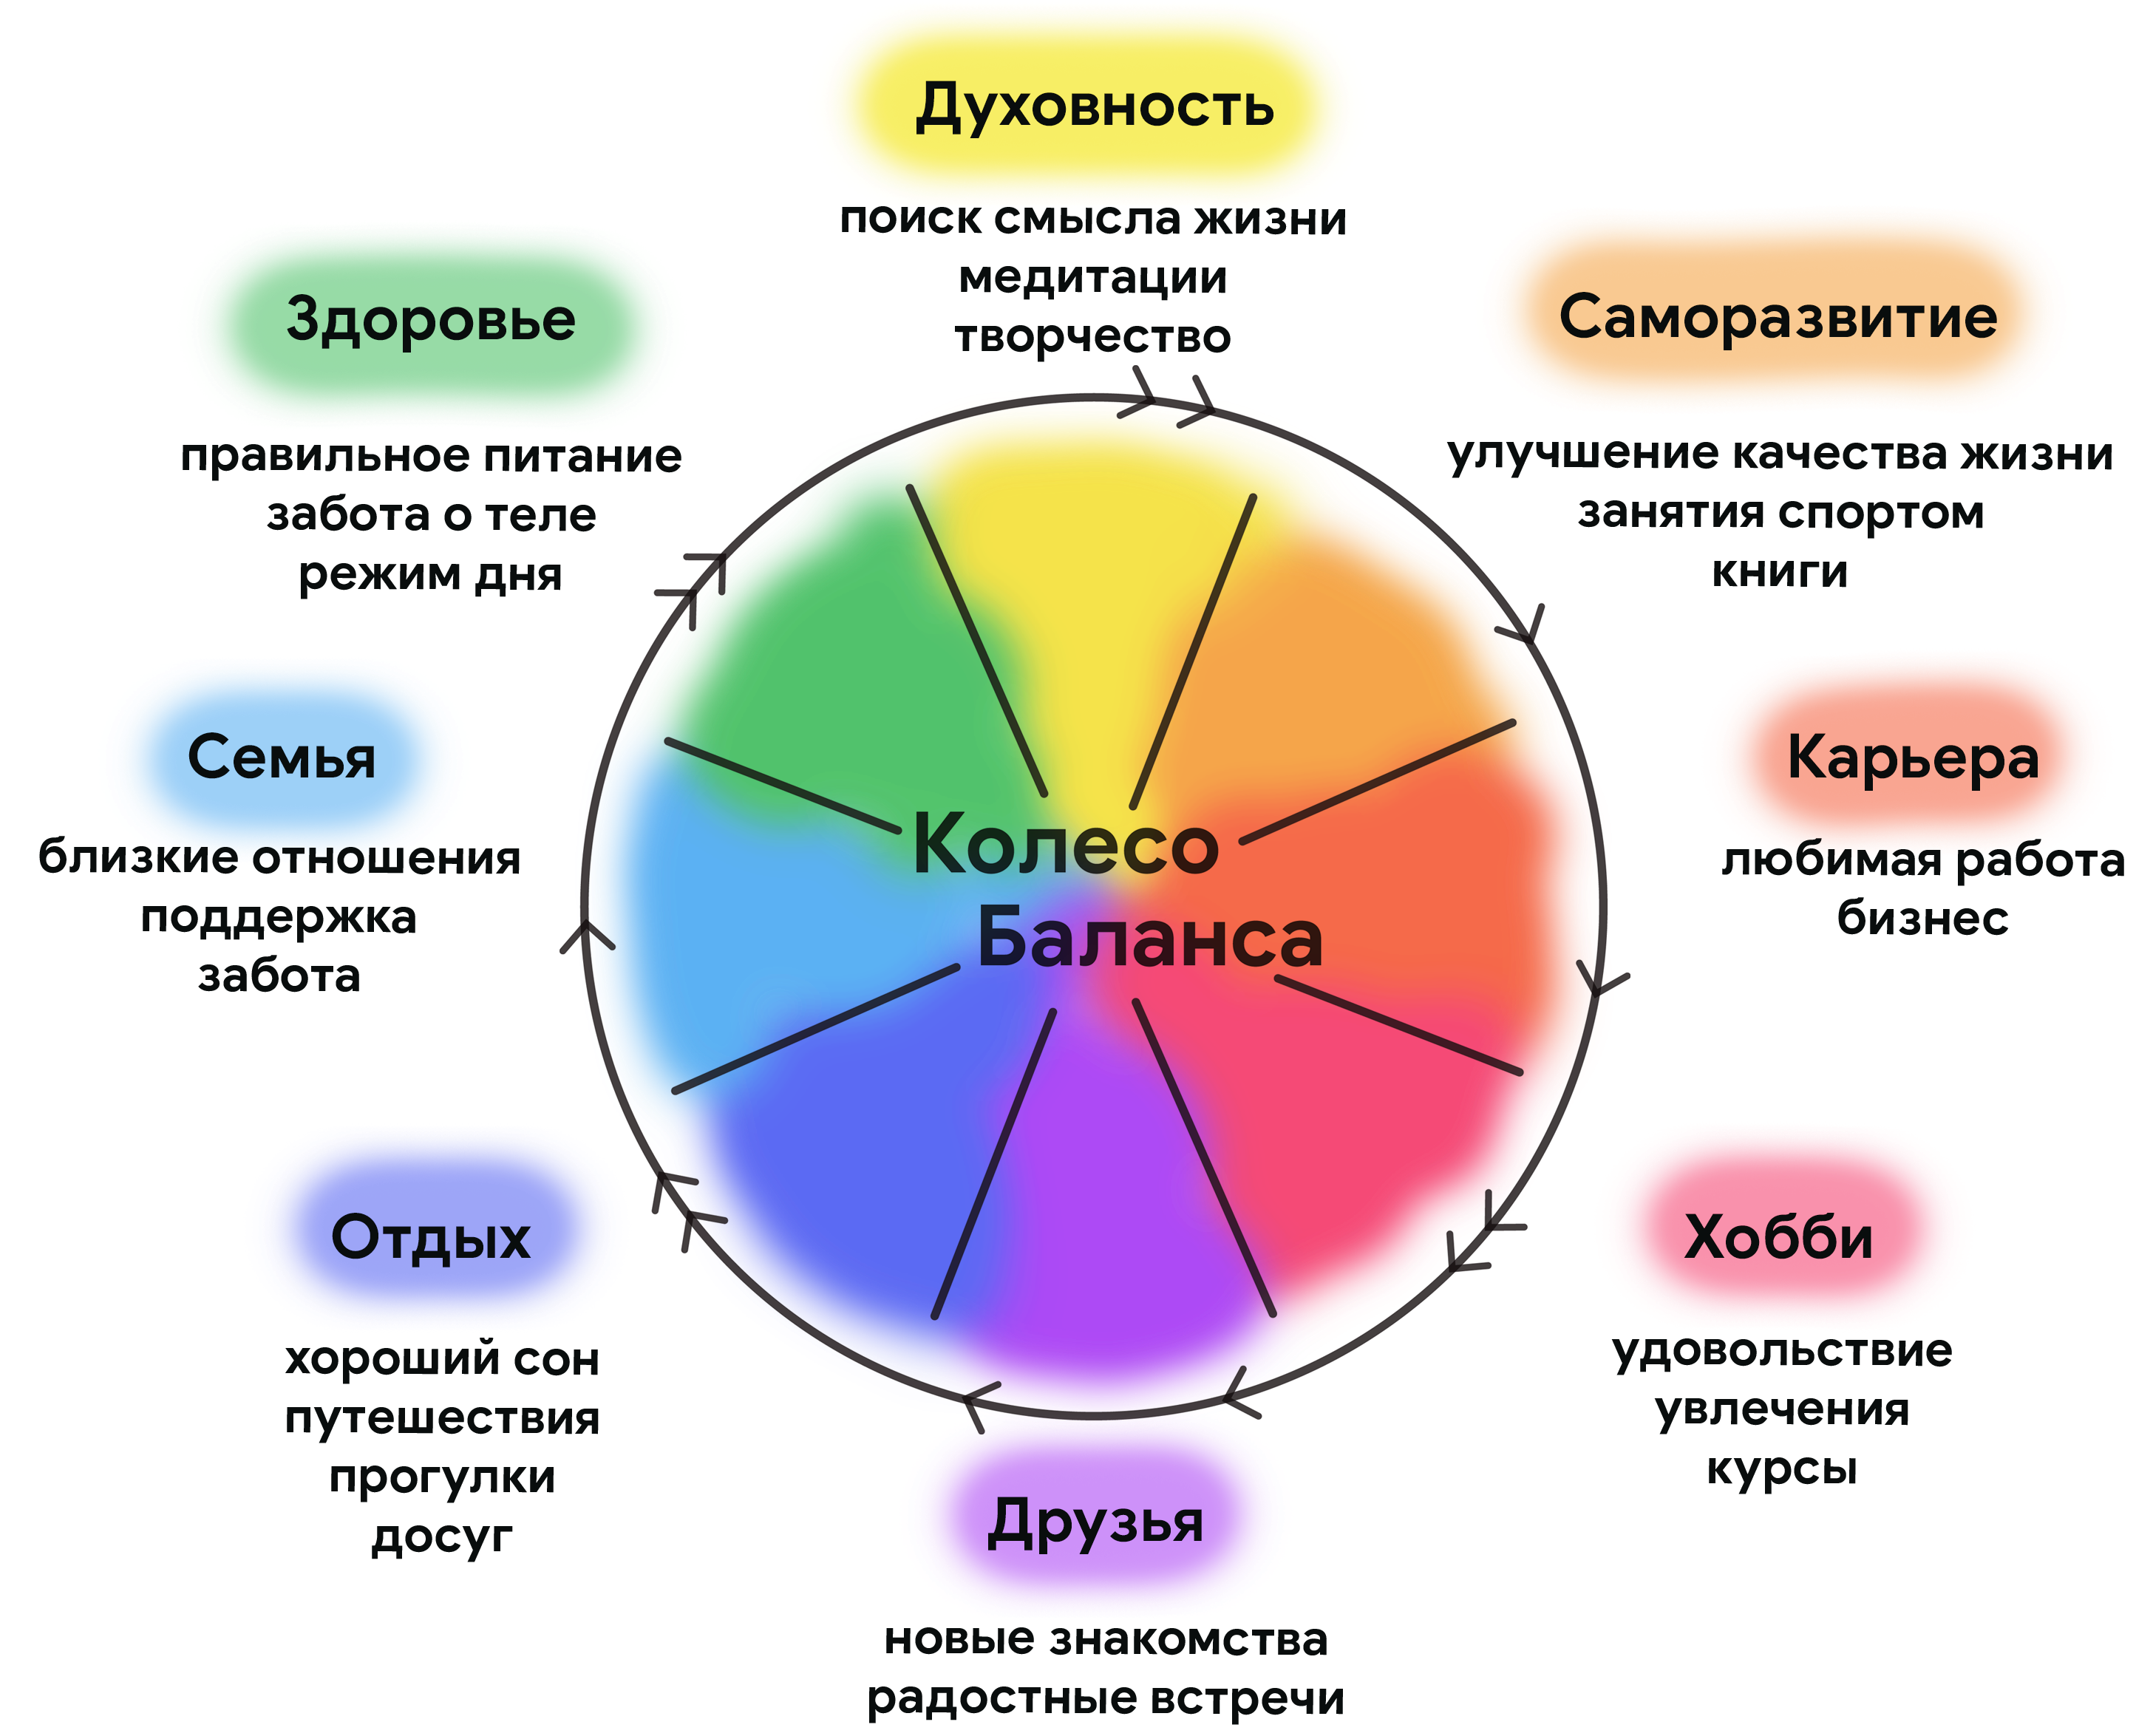 Духовность
поиск смысла жизни
медитации
творчество
Саморазвитие
улучшение качества жизни
занятия спортом
книги
Карьера
любимая работа
бизнес
Хобби
удовольствие
увлечения
курсы
Друзья
новые знакомства
радостные встречи
Отдых
хороший сон
путешествия
прогулки
досуг
Семья
близкие отношения
поддержка
забота
Здоровье
правильное питание
забота о теле
режим дня
Колесо
Баланса